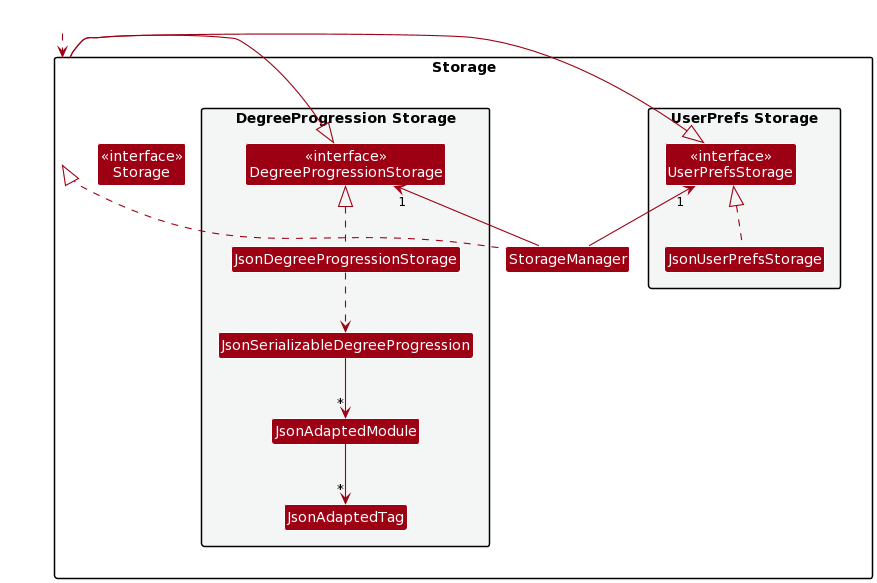 Storage
DegreeProgression Storage
UserPrefs Storage
«interface»
Storage
«interface»
DegreeProgressionStorage
«interface»
UserPrefsStorage
1
1
JsonDegreeProgressionStorage
StorageManager
JsonUserPrefsStorage
JsonSerializableDegreeProgression
*
JsonAdaptedModule
*
JsonAdaptedTag